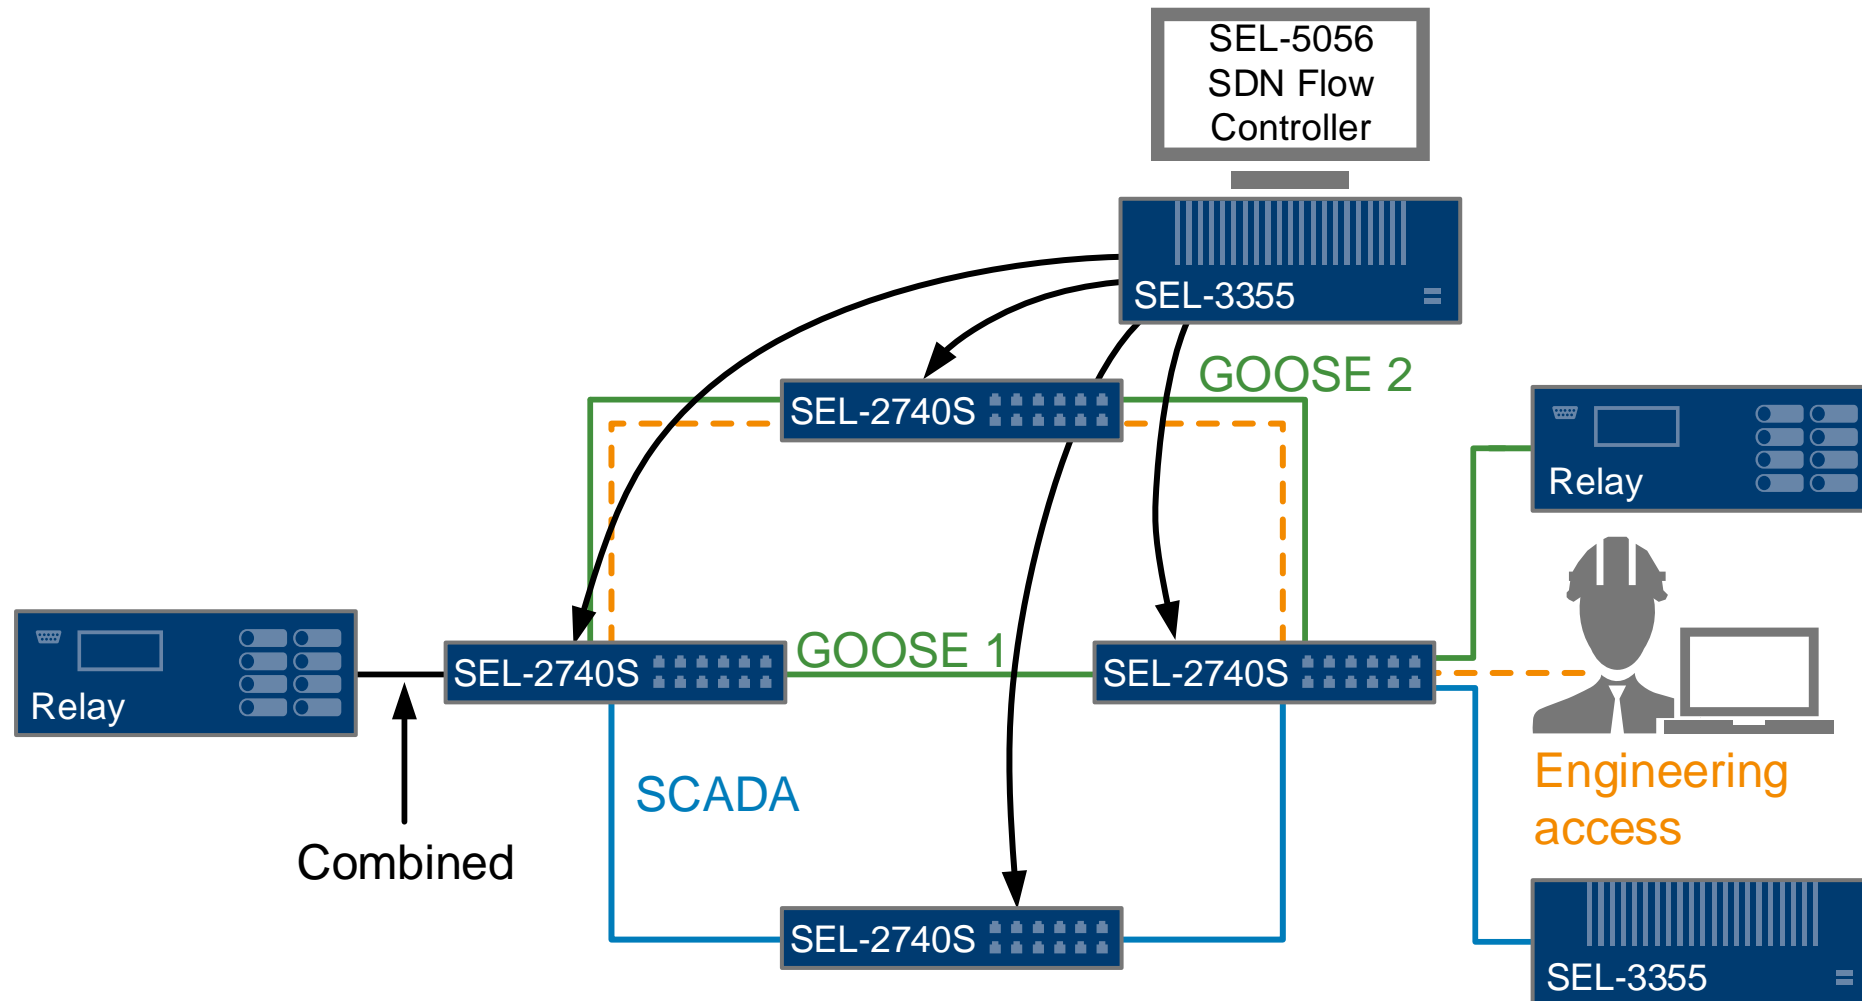 SEL-5056
SDN Flow
Controller
SEL-3355
GOOSE 2
SEL-2740S
Relay
GOOSE 1
SEL-2740S
SEL-2740S
Relay
SCADA
Engineering
access
Combined
SEL-2740S
SEL-3355